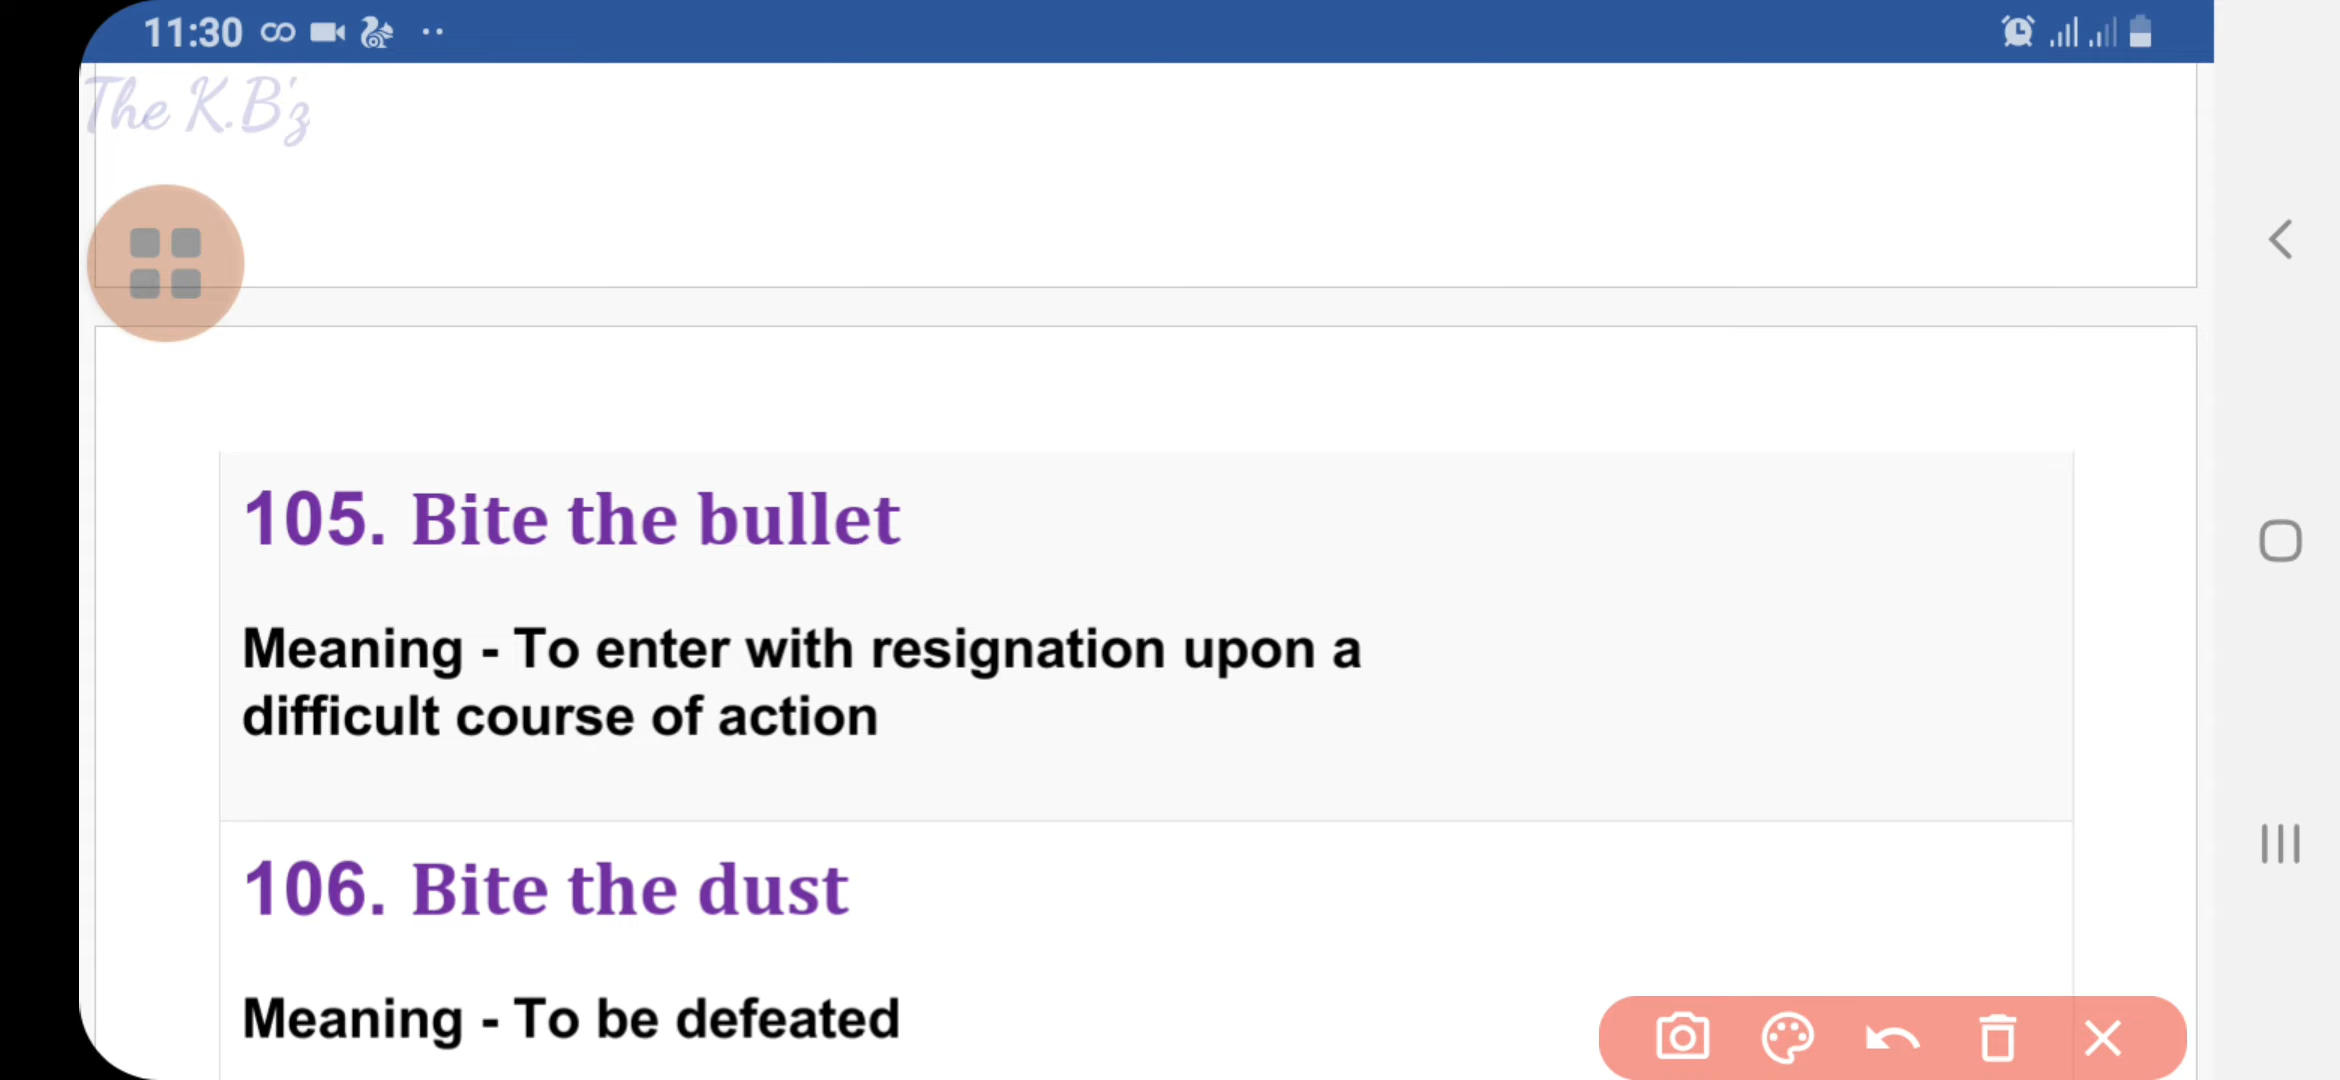 11:30
The K.B'z
105. Bite the bullet
Meaning - To enter with resignation upon a
difficult course of action
106. Bite the dust
Meaning - To be defeated